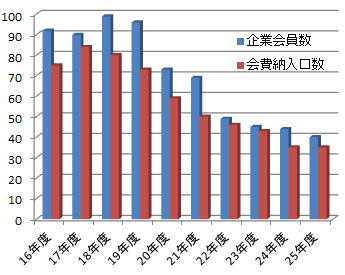 100
90
80
70
60
50
40
30
20
10
0
企業会員数
会費納入口数
16年度
17年度
18年度
19年度
20年度
21年度
22年度
23年度
24年度
25年度